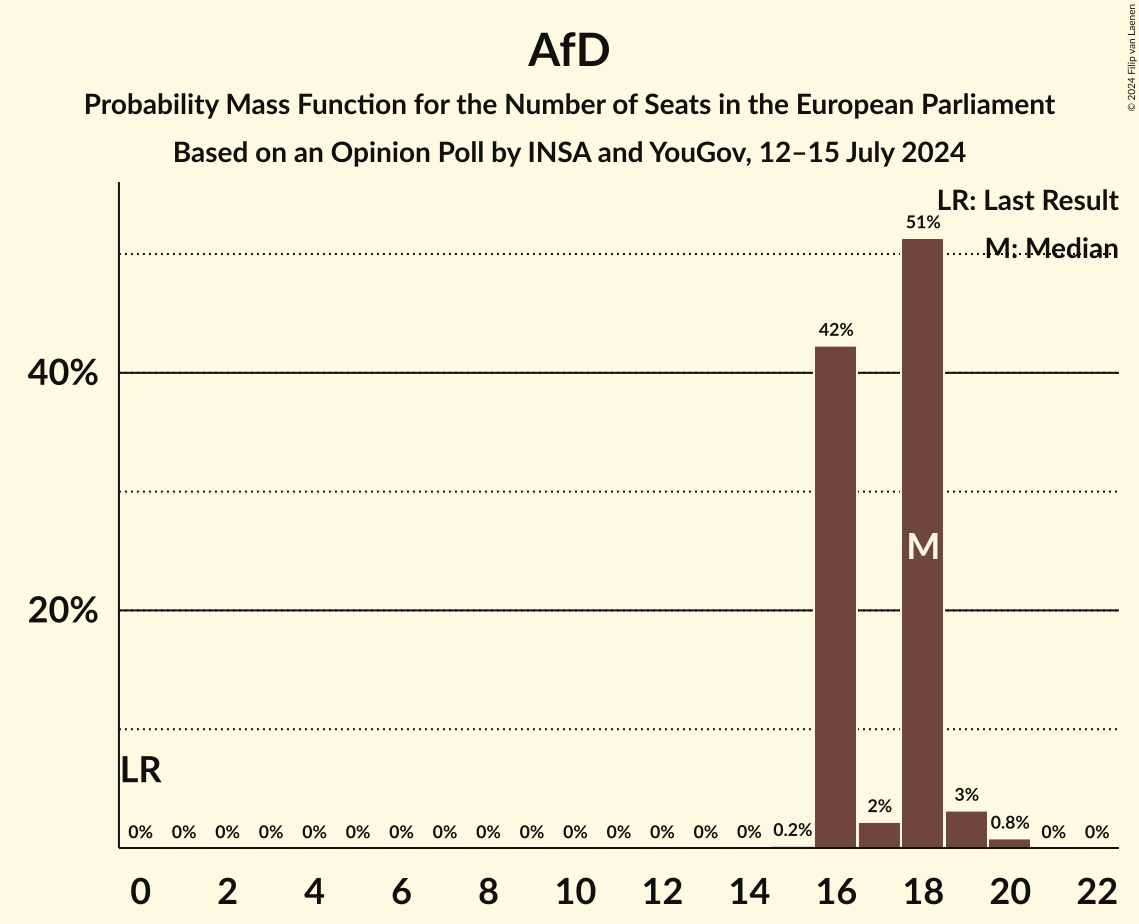 AfD
Probability Mass Function for the Number of Seats in the European Parliament
Based on an Opinion Poll by INSA and YouGov, 12–15 July 2024
© 2024 Filip van Laenen
LR: Last Result
M: Median
51%
42%
40%
M
20%
LR
0% 0% 0% 0% 0% 0% 0% 0% 0% 0% 0% 0% 0% 0% 0% 0.2% 2% 3% 0.8% 0% 0%
0 2 4 6 8 10 12 14 16 18 20 22